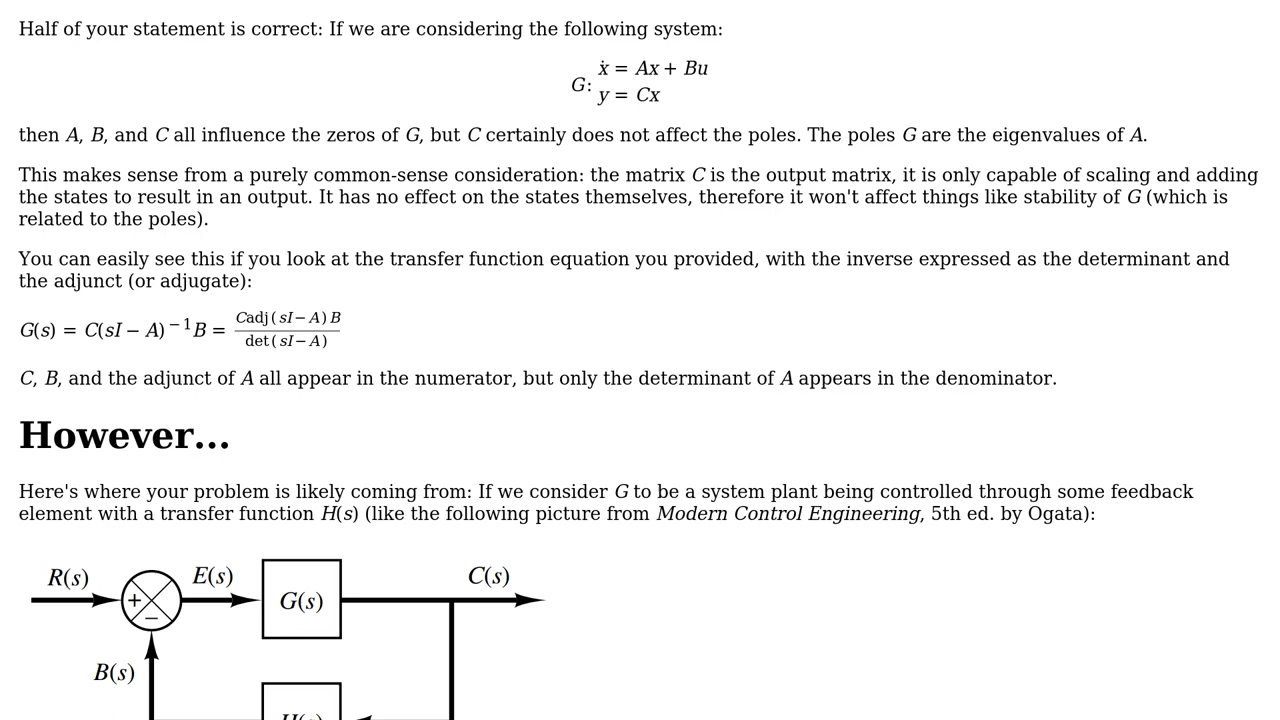 Half of your statement is correct: If we are considering the following system:
G: ẋ = Ax + Bu
y = Cx
then A, B, and C all influence the zeros of G, but C certainly does not affect the poles. The poles G are the eigenvalues of A.
This makes sense from a purely common-sense consideration: the matrix C is the output matrix, it is only capable of scaling and adding
the states to result in an output. It has no effect on the states themselves, therefore it won't affect things like stability of G (which is
related to the poles).
You can easily see this if you look at the transfer function equation you provided, with the inverse expressed as the determinant and
the adjunct (or adjugate):
G(s) = C(sI − A)⁻¹B = Cadj(sI−A)B / det(sI−A)
C, B, and the adjunct of A all appear in the numerator, but only the determinant of A appears in the denominator.
However...
Here's where your problem is likely coming from: If we consider G to be a system plant being controlled through some feedback
element with a transfer function H(s) (like the following picture from Modern Control Engineering, 5th ed. by Ogata):
R(s) E(s) C(s)
+ G(s)
−
B(s)
H(s)